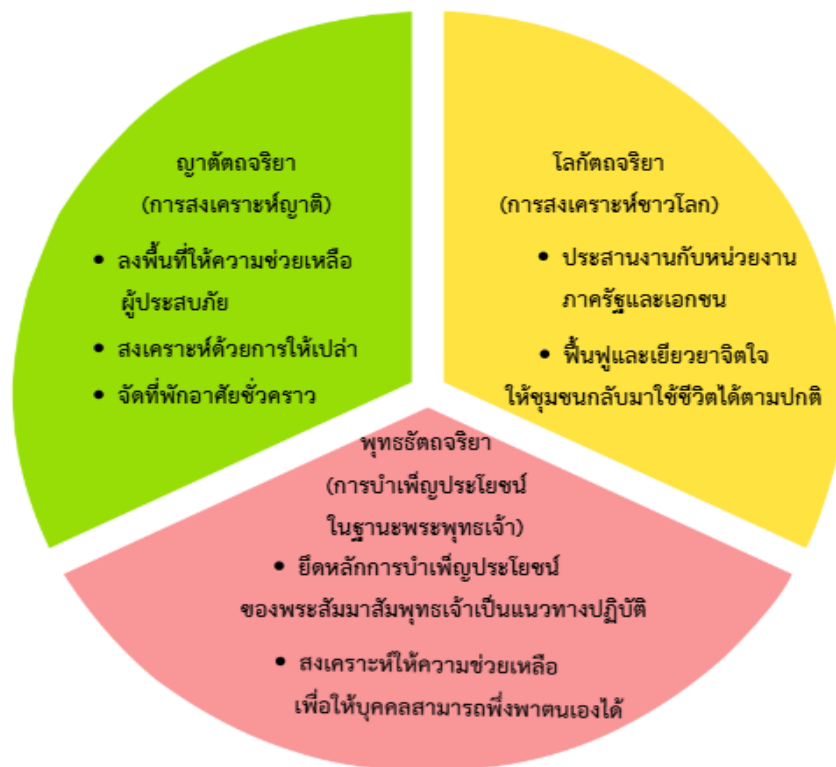 ญาตัตถจริยา
(การสงเคราะห์ญาติ)
• ลงพื้นที่ให้ความช่วยเหลือ
ผู้ประสบภัย
• สงเคราะห์ด้วยการให้เปล่า
• จัดที่พักอาศัยชั่วคราว
โลกัตถจริยา
(การสงเคราะห์ชาวโลก)
• ประสานงานกับหน่วยงาน
ภาครัฐและเอกชน
• ฟื้นฟูและเยียวยาจิตใจ
ให้ชุมชนกลับมาใช้ชีวิตได้ตามปกติ
พุทธธัตถจริยา
(การบำเพ็ญประโยชน์
ในฐานะพระพุทธเจ้า)
• ยึดหลักการบำเพ็ญประโยชน์
ของพระสัมมาสัมพุทธเจ้าเป็นแนวทางปฏิบัติ
• สงเคราะห์ให้ความช่วยเหลือ
เพื่อให้บุคคลสามารถพึ่งพาตนเองได้